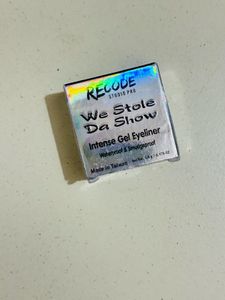 RECODE
STUDIO PRO
We Stole
Da Show
Intense Gel Eyeliner
Waterproof & Smudgeproof
Made in Taiwan